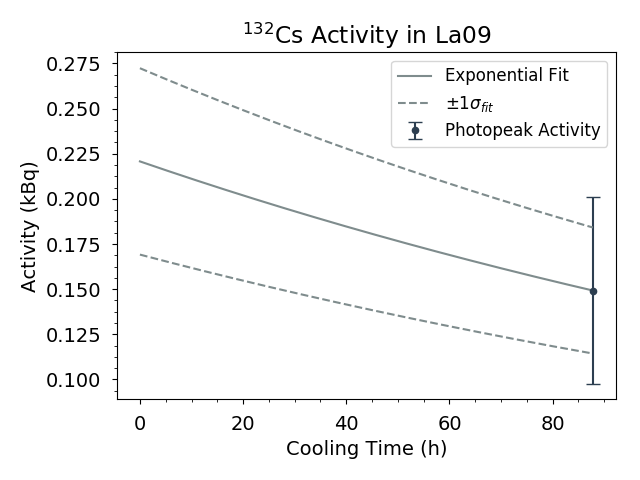 ¹³²Cs Activity in La09
Exponential Fit
±1σfit
Photopeak Activity
Activity (kBq)
0.275
0.250
0.225
0.200
0.175
0.150
0.125
0.100
0 20 40 60 80
Cooling Time (h)